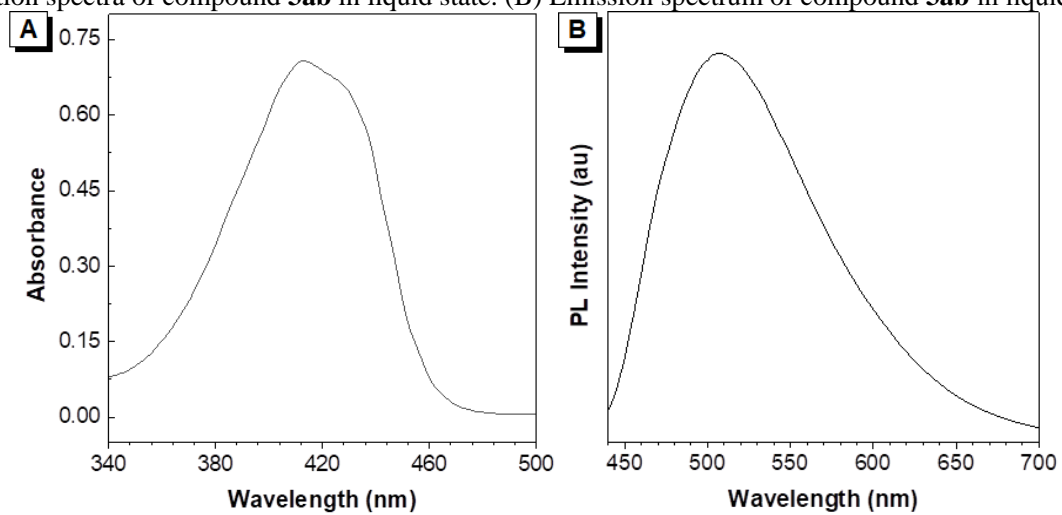 tion spectra of compound 3ab in liquid state. (B) Emission spectrum of compound 3ab in liquid
A
0.75
0.60
0.45
0.30
0.15
0.00
Absorbance
340 380 420 460 500
Wavelength (nm)
B
PL Intensity (au)
450 500 550 600 650 700
Wavelength (nm)